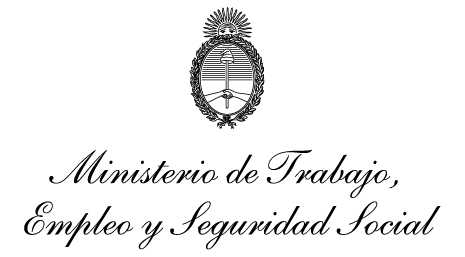 Ministerio de Trabajo,
Empleo y Seguridad Social